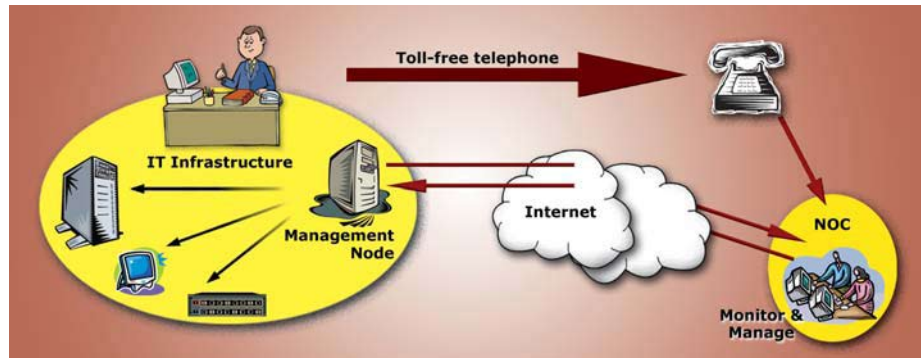 Toll-free telephone
IT Infrastructure
Management
Node
Internet
NOC
Monitor &
Manage